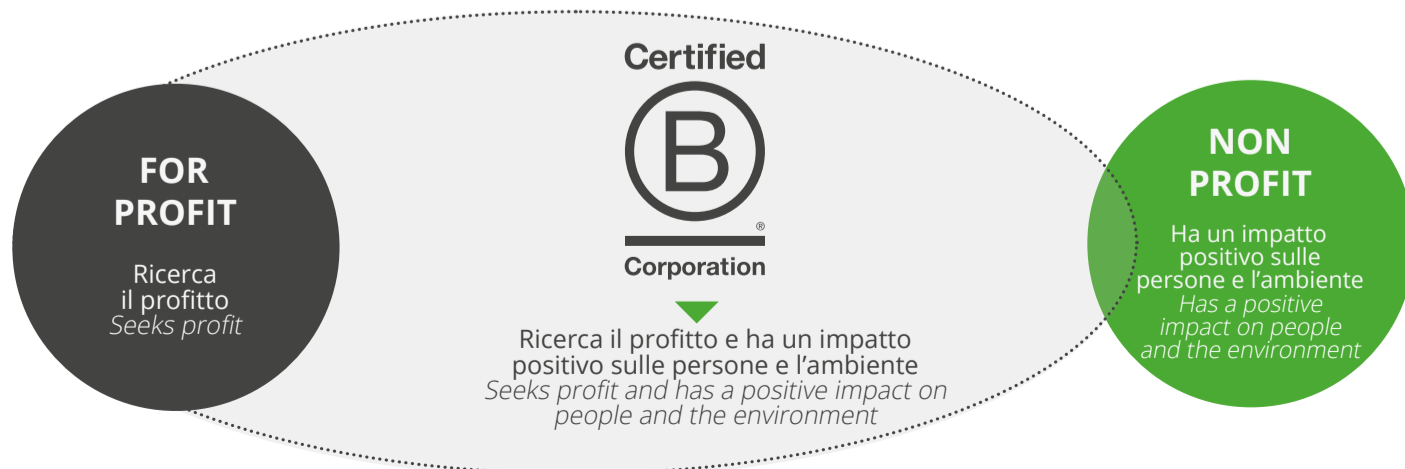 FOR
PROFIT
Ricerca
il profitto
Seeks profit
Certified
B
®
Corporation
Ricerca il profitto e ha un impatto
positivo sulle persone e l’ambiente
Seeks profit and has a positive impact on
people and the environment
NON
PROFIT
Ha un impatto
positivo sulle
persone e l’ambiente
Has a positive
impact on people
and the environment